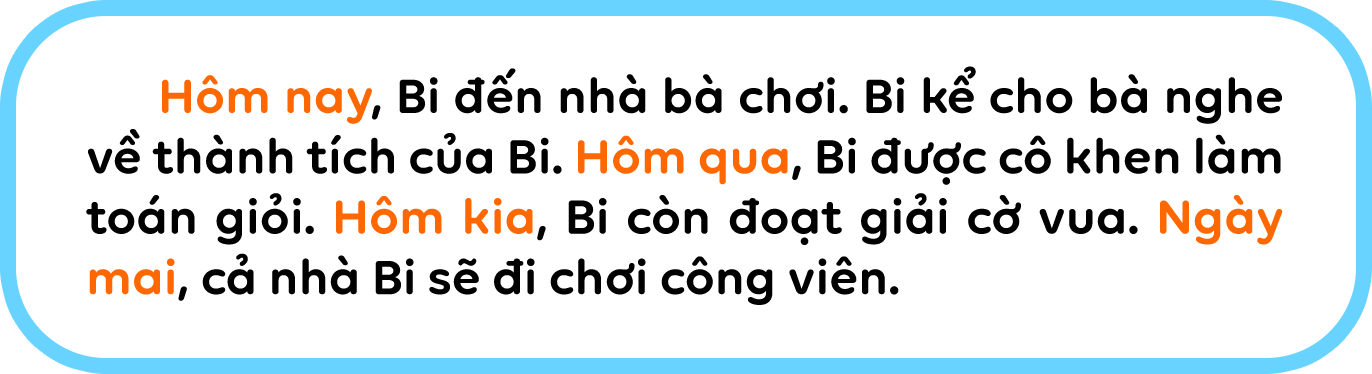 Hôm nay, Bi đến nhà bà chơi. Bi kể cho bà nghe
về thành tích của Bi. Hôm qua, Bi được cô khen làm
toán giỏi. Hôm kia, Bi còn đoạt giải cờ vua. Ngày
mai, cả nhà Bi sẽ đi chơi công viên.